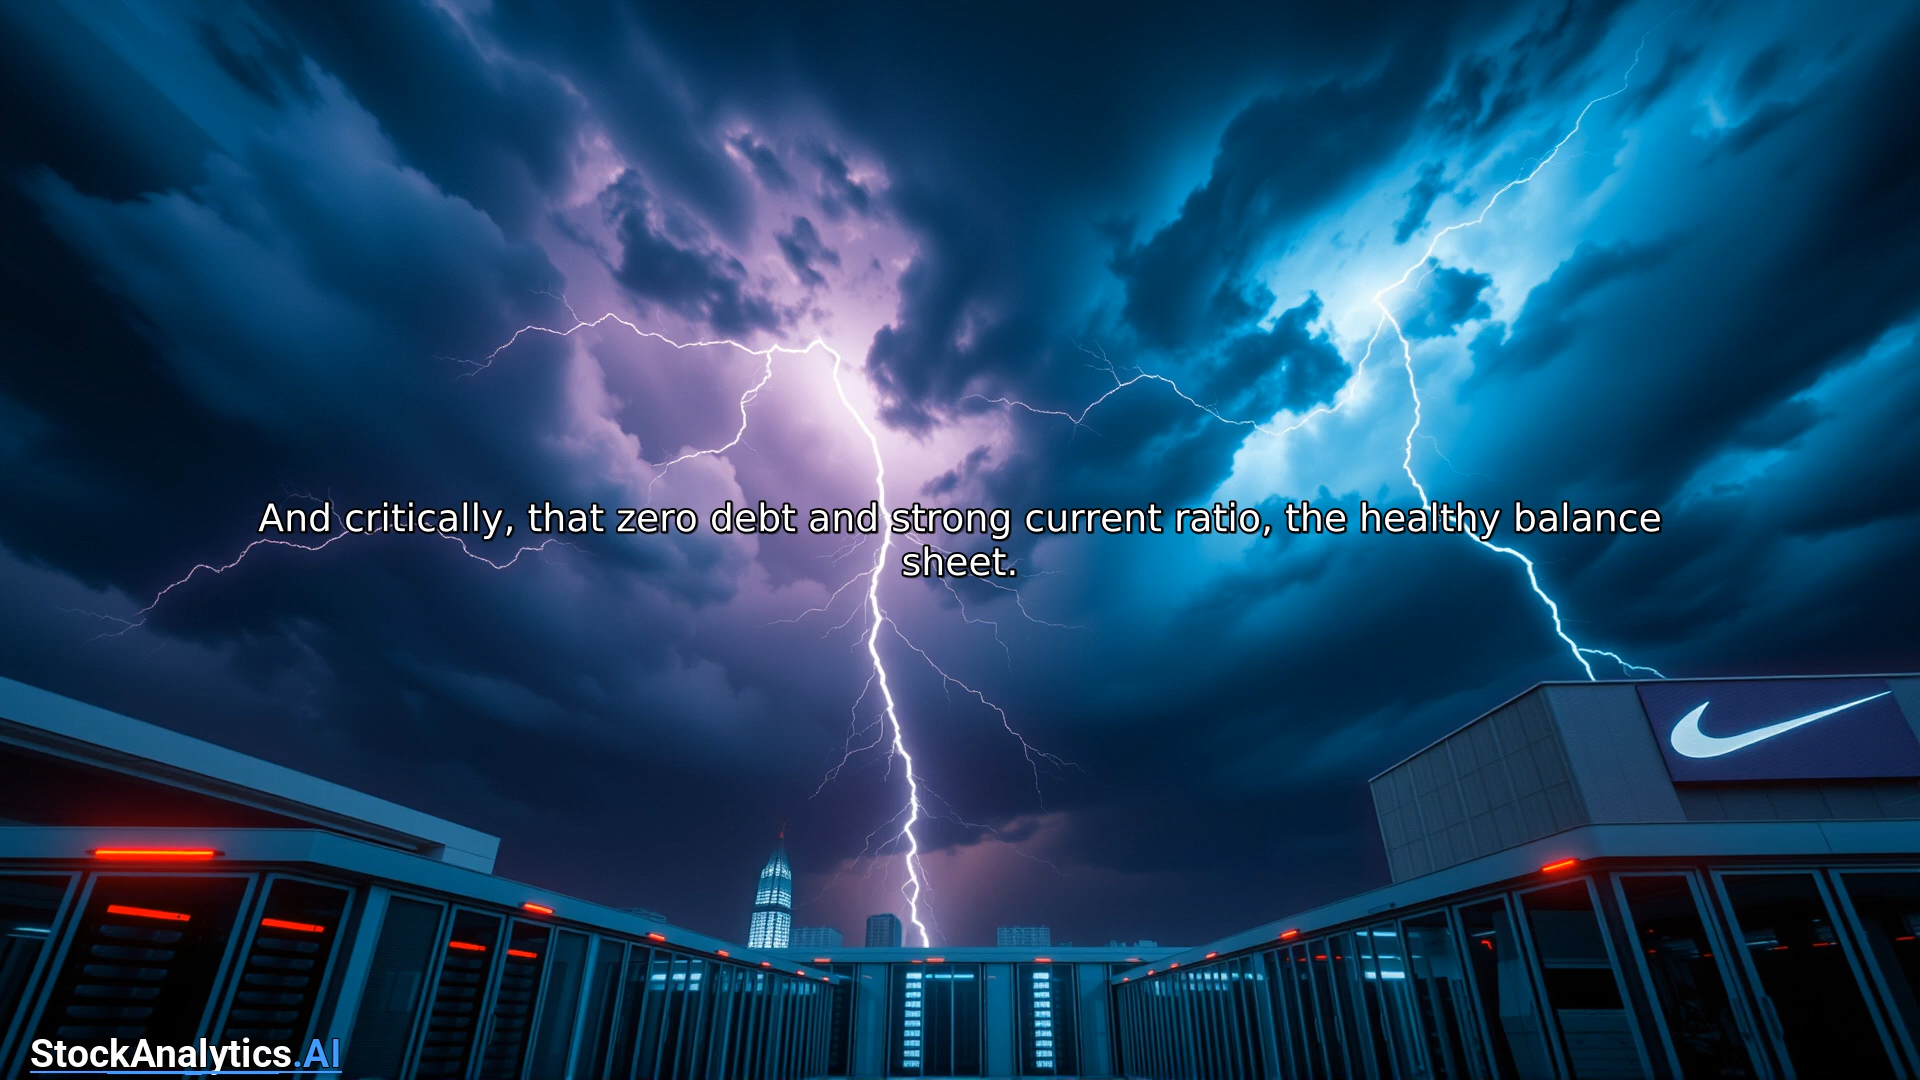 And critically, that zero debt and strong current ratio, the healthy balance
sheet.
StockAnalytics.AI